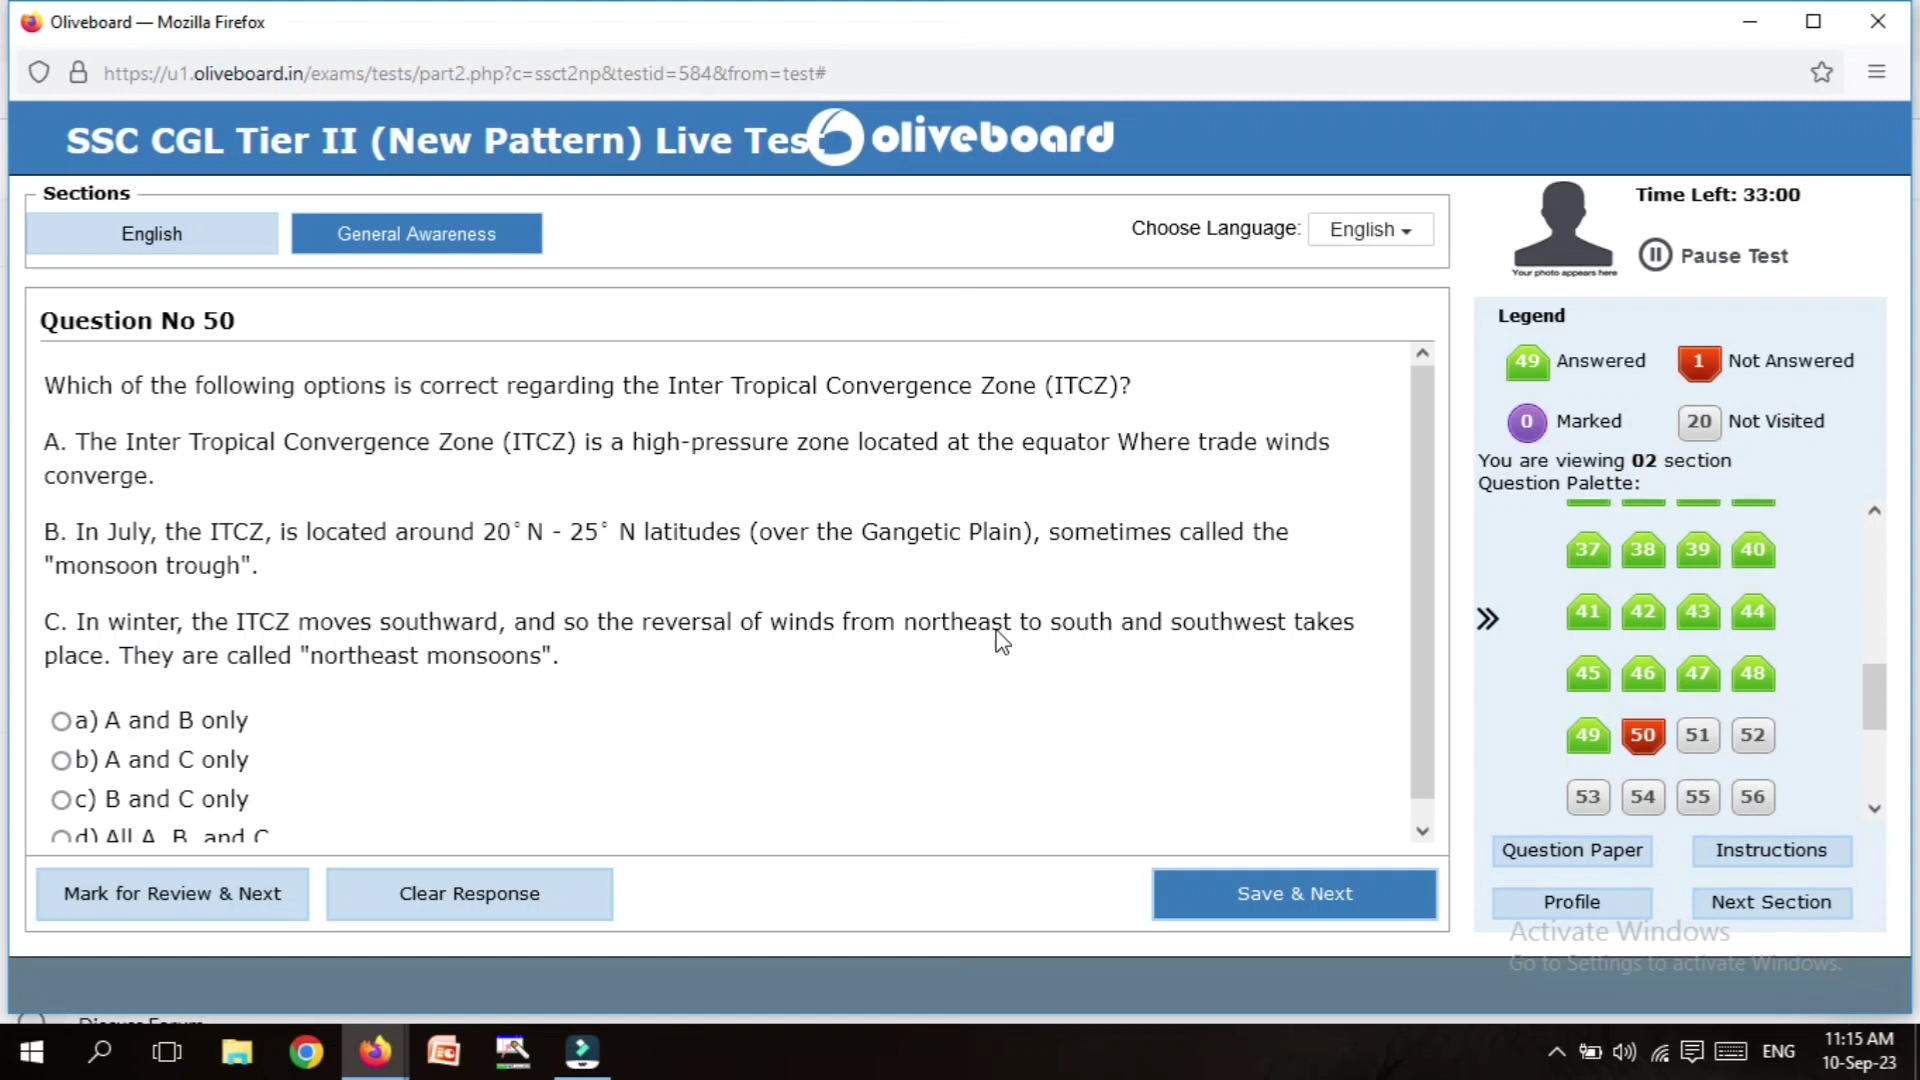 Oliveboard — Mozilla Firefox
https://u1.oliveboard.in/exams/tests/part2.php?c=ssct2np&testid=584&from=test#
SSC CGL Tier II (New Pattern) Live Tes
oliveboard
Sections
English
General Awareness
Choose Language:
English
Your photo appears here
Time Left: 33:00
Pause Test
Question No 50
Which of the following options is correct regarding the Inter Tropical Convergence Zone (ITCZ)?
A. The Inter Tropical Convergence Zone (ITCZ) is a high-pressure zone located at the equator Where trade winds
converge.
B. In July, the ITCZ, is located around 20° N - 25° N latitudes (over the Gangetic Plain), sometimes called the
"monsoon trough".
C. In winter, the ITCZ moves southward, and so the reversal of winds from northeast to south and southwest takes
place. They are called "northeast monsoons".
a) A and B only
b) A and C only
c) B and C only
d) All A, B, and C
Mark for Review & Next
Clear Response
Save & Next
Legend
49 Answered
1 Not Answered
0 Marked
20 Not Visited
You are viewing 02 section
Question Palette:
37 38 39 40
41 42 43 44
45 46 47 48
49 50 51 52
53 54 55 56
Question Paper
Instructions
Profile
Next Section
Activate Windows
Go to Settings to activate Windows.
Discuss Forum
ENG
11:15 AM
10-Sep-23